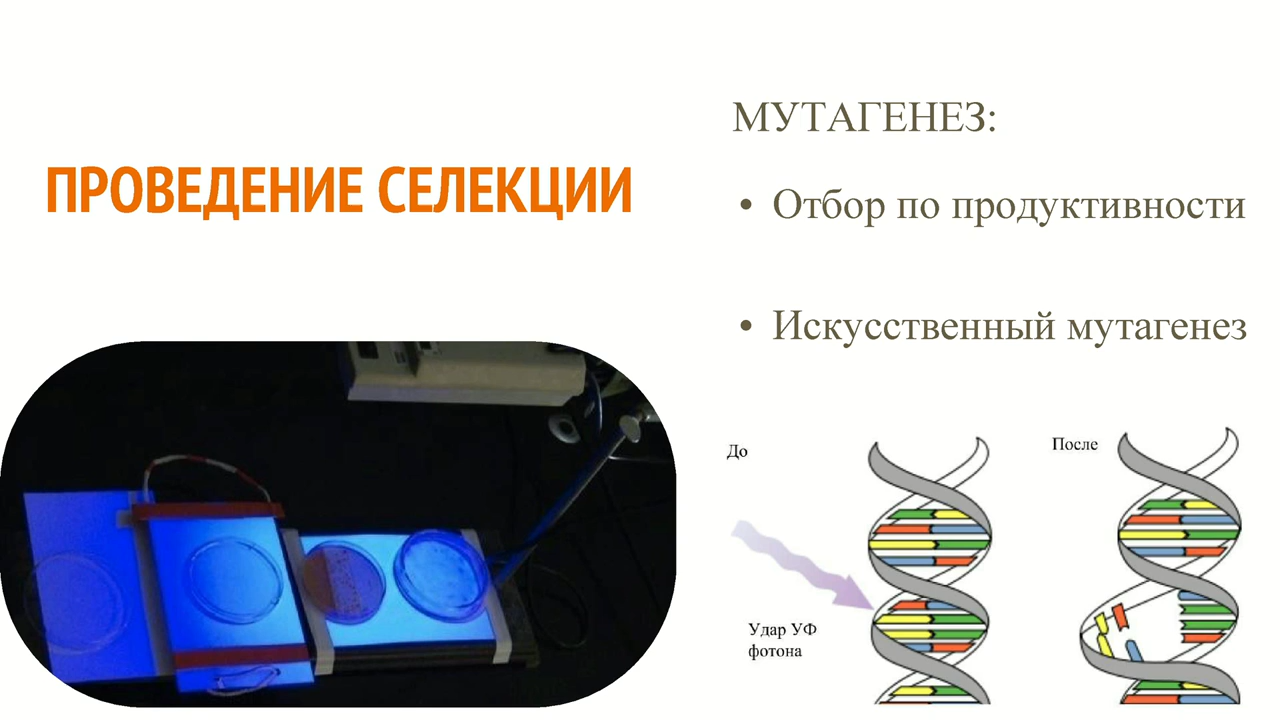 ПРОВЕДЕНИЕ СЕЛЕКЦИИ
МУТАГЕНЕЗ:
• Отбор по продуктивности
• Искусственный мутагенез
До
После
Удар УФ
фотона